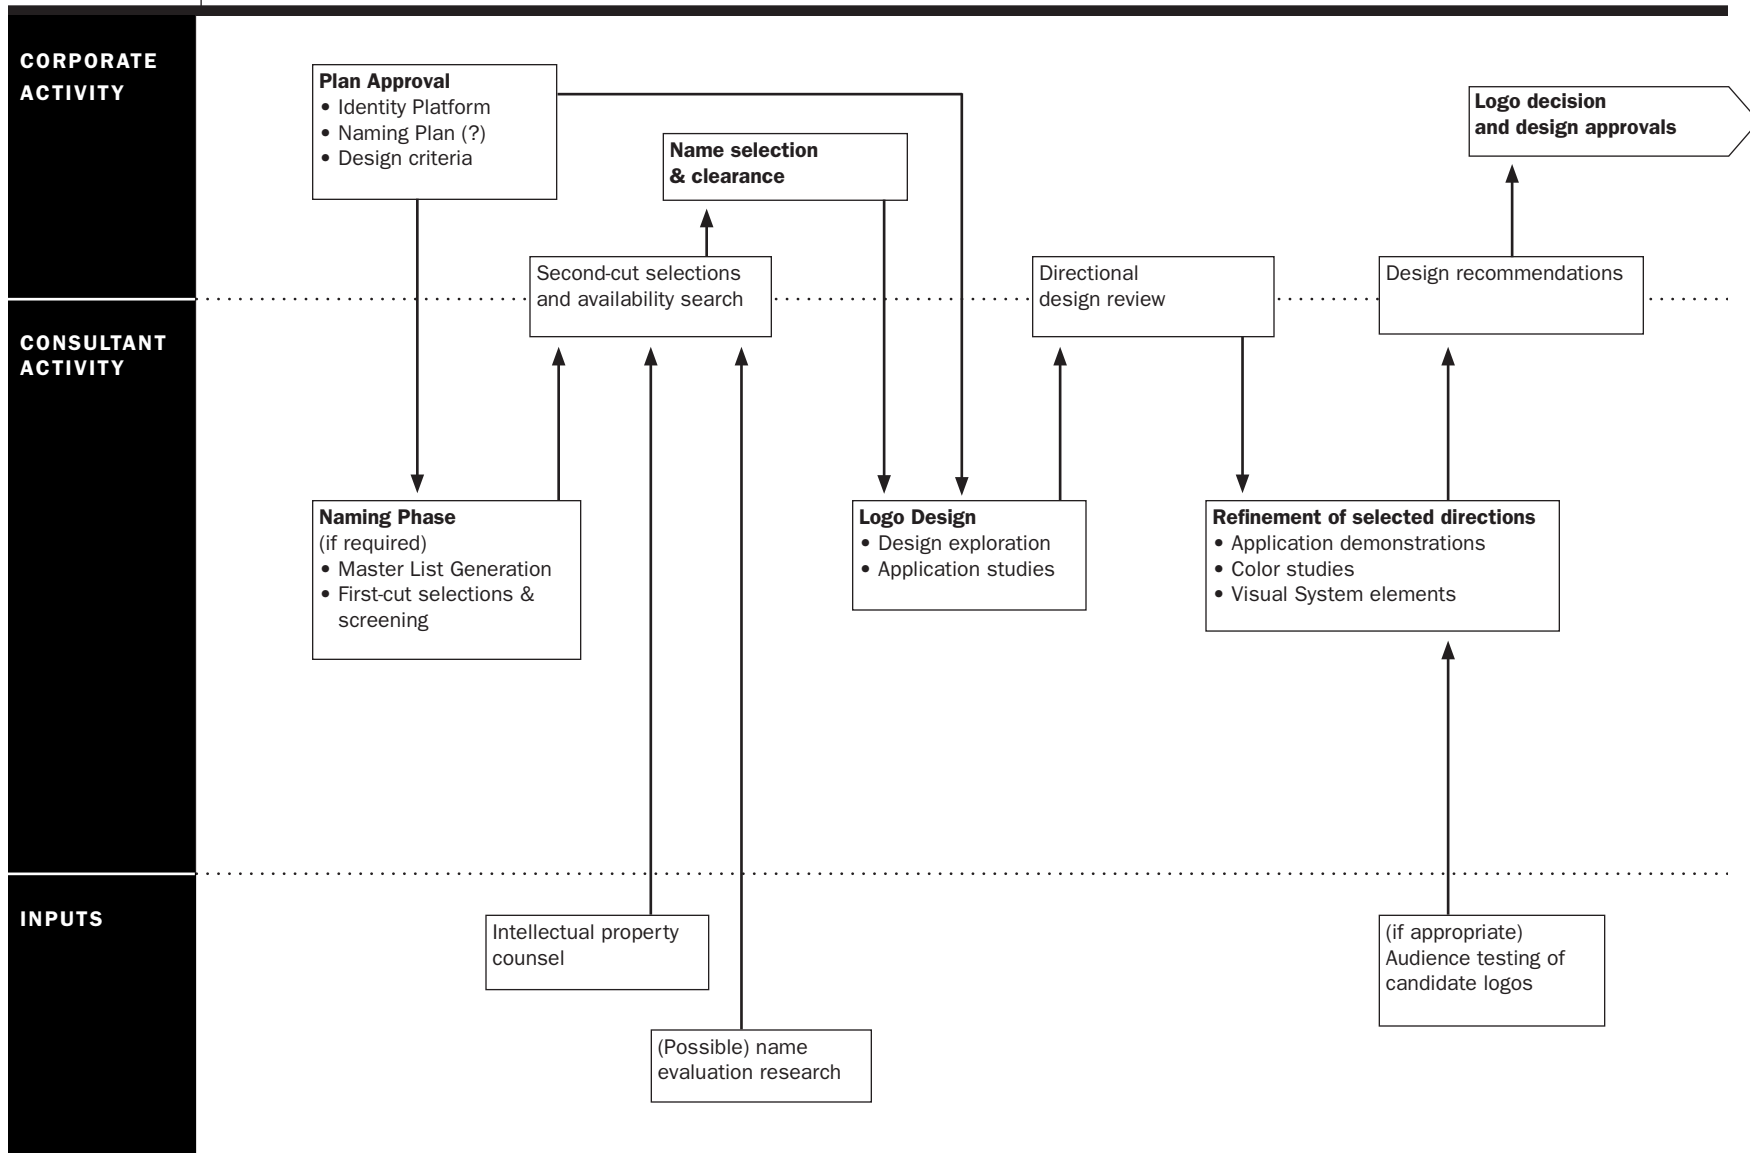 CORPORATE
ACTIVITY
Plan Approval
• Identity Platform
• Naming Plan (?)
• Design criteria
Name selection
& clearance
Logo decision
and design approvals
Second-cut selections
and availability search
Directional
design review
Design recommendations
CONSULTANT
ACTIVITY
Naming Phase
(if required)
• Master List Generation
• First-cut selections &
screening
Logo Design
• Design exploration
• Application studies
Refinement of selected directions
• Application demonstrations
• Color studies
• Visual System elements
INPUTS
Intellectual property
counsel
(Possible) name
evaluation research
(if appropriate)
Audience testing of
candidate logos